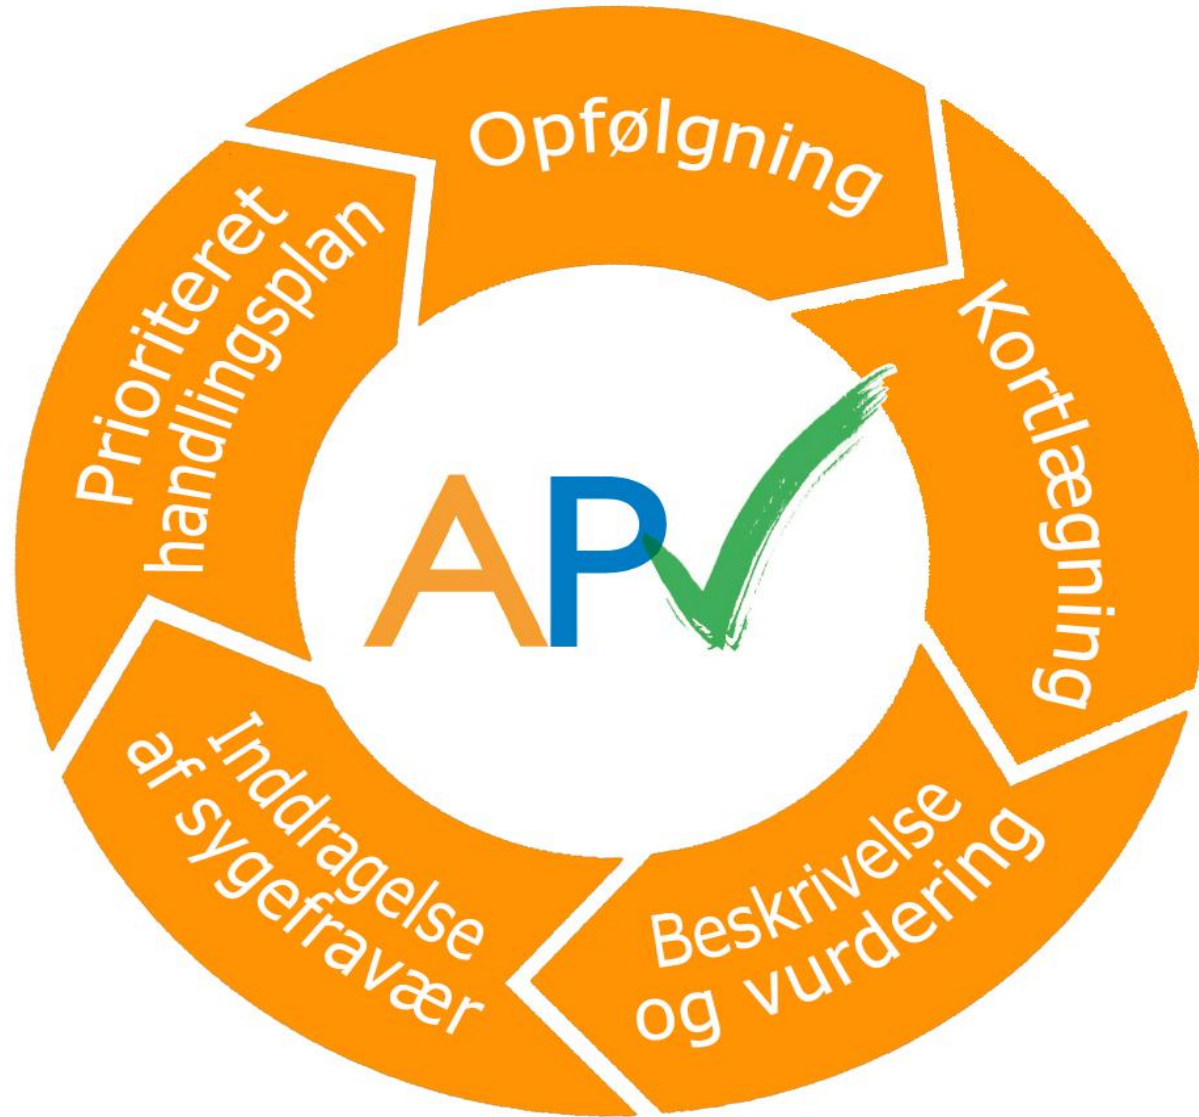 Opfølgning
Kortlægning
Beskrivelse
og vurdering
Inddragelse
af sygefravær
Prioriteret
handlingsplan
APV